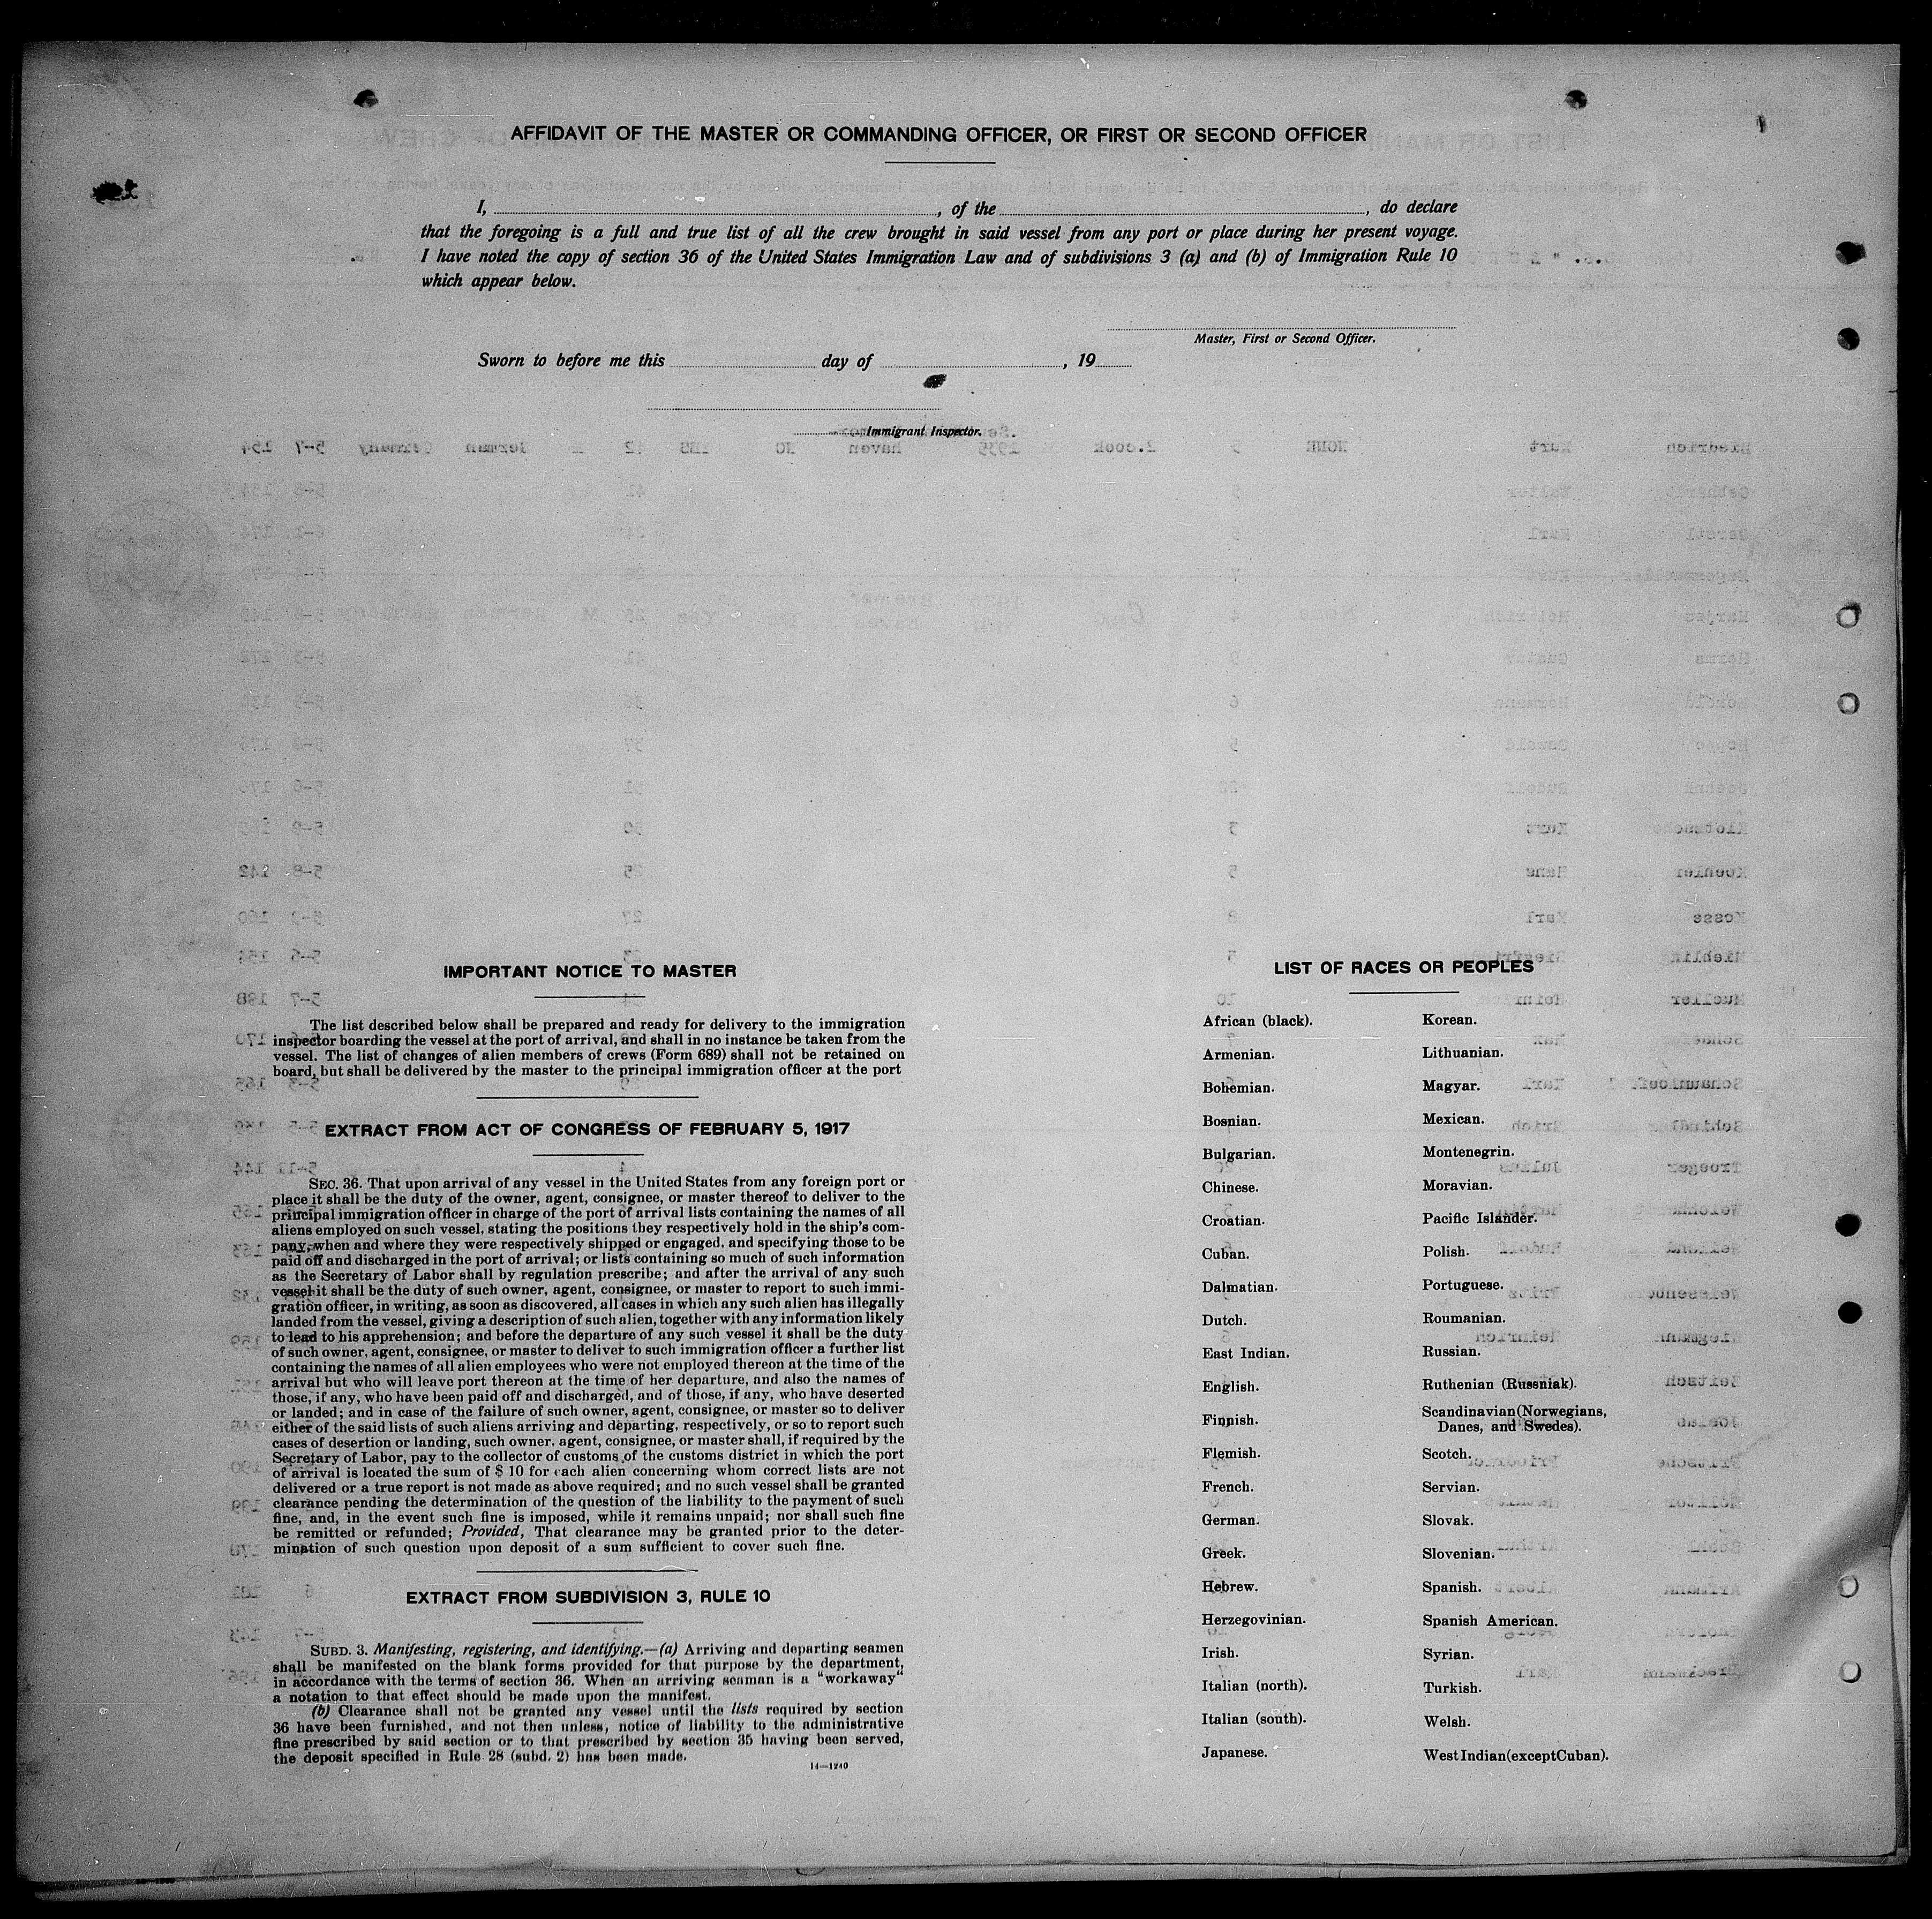 AFFIDAVIT OF THE MASTER OR COMMANDING OFFICER, OR FIRST OR SECOND OFFICER
I, , of the , do declare
that the foregoing is a full and true list of all the crew brought in said vessel from any port or place during her present voyage.
I have noted the copy of section 36 of the United States Immigration Law and of subdivisions 3 (a) and (b) of Immigration Rule 10
which appear below.
Master, First or Second Officer.
Sworn to before me this day of , 19
Immigrant Inspector.
IMPORTANT NOTICE TO MASTER
The list described below shall be prepared and ready for delivery to the immigration
inspector boarding the vessel at the port of arrival, and shall in no instance be taken from the
vessel. The list of changes of alien members of crews (Form 689) shall not be retained on
board, but shall be delivered by the master to the principal immigration officer at the port
EXTRACT FROM ACT OF CONGRESS OF FEBRUARY 5, 1917
SEC. 36. That upon arrival of any vessel in the United States from any foreign port or
place it shall be the duty of the owner, agent, consignee, or master thereof to deliver to the
principal immigration officer in charge of the port of arrival lists containing the names of all
aliens employed on such vessel, stating the positions they respectively hold in the ship's com-
pany, when and where they were respectively shipped or engaged, and specifying those to be
paid off and discharged in the port of arrival; or lists containing so much of such information
as the Secretary of Labor shall by regulation prescribe; and after the arrival of any such
vessel it shall be the duty of such owner, agent, consignee, or master to report to such immi-
gration officer, in writing, as soon as discovered, all cases in which any such alien has illegally
landed from the vessel, giving a description of such alien, together with any information likely
to lead to his apprehension; and before the departure of any such vessel it shall be the duty
of such owner, agent, consignee, or master to deliver to such immigration officer a further list
containing the names of all alien employees who were not employed thereon at the time of the
arrival but who will leave port thereon at the time of her departure, and also the names of
those, if any, who have been paid off and discharged, and of those, if any, who have deserted
or landed; and in case of the failure of such owner, agent, consignee, or master so to deliver
either of the said lists of such aliens arriving and departing, respectively, or so to report such
cases of desertion or landing, such owner, agent, consignee, or master shall, if required by the
Secretary of Labor, pay to the collector of customs of the customs district in which the port
of arrival is located the sum of $ 10 for each alien concerning whom correct lists are not
delivered or a true report is not made as above required; and no such vessel shall be granted
clearance pending the determination of the question of the liability to the payment of such
fine, and, in the event such fine is imposed, while it remains unpaid; nor shall such fine
be remitted or refunded; Provided, That clearance may be granted prior to the deter-
mination of such question upon deposit of a sum sufficient to cover such fine.
EXTRACT FROM SUBDIVISION 3, RULE 10
SUBD. 3. Manifesting, registering, and identifying.—(a) Arriving and departing seamen
shall be manifested on the blank forms provided for that purpose by the department,
in accordance with the terms of section 36. When an arriving seaman is a "workaway"
a notation to that effect should be made upon the manifest.
(b) Clearance shall not be granted any vessel until the lists required by section
36 have been furnished, and not then unless, notice of liability to the administrative
fine prescribed by said section or to that prescribed by section 35 having been served,
the deposit specified in Rule 28 (subd. 2) has been made.
14—1240
LIST OF RACES OR PEOPLES
African (black).
Armenian.
Bohemian.
Bosnian.
Bulgarian.
Chinese.
Croatian.
Cuban.
Dalmatian.
Dutch.
East Indian.
English.
Finnish.
Flemish.
French.
German.
Greek.
Hebrew.
Herzegovinian.
Irish.
Italian (north).
Italian (south).
Japanese.
Korean.
Lithuanian.
Magyar.
Mexican.
Montenegrin.
Moravian.
Pacific Islander.
Polish.
Portuguese.
Roumanian.
Russian.
Ruthenian (Russniak).
Scandinavian (Norwegians,
Danes, and Swedes).
Scotch.
Servian.
Slovak.
Slovenian.
Spanish.
Spanish American.
Syrian.
Turkish.
Welsh.
West Indian (except Cuban).